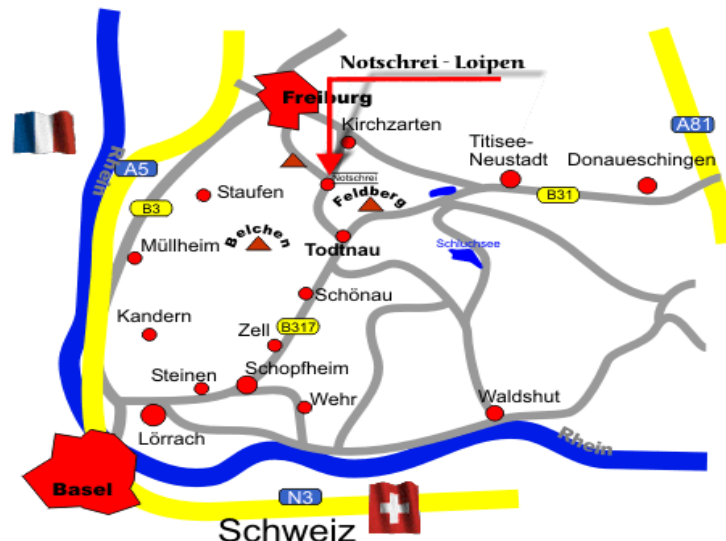 Notschrei - Loipen
Freiburg
Kirchzarten
A81
Titisee-
Neustadt
Donaueschingen
Rhein
A5
Notschrei
B31
B3
Staufen
Feldberg
Belchen
Müllheim
Todtnau
Schluchsee
Schönau
Kandern
Zell
B317
Steinen
Schopfheim
Wehr
Waldshut
Lörrach
Rhein
Basel
N3
Schweiz